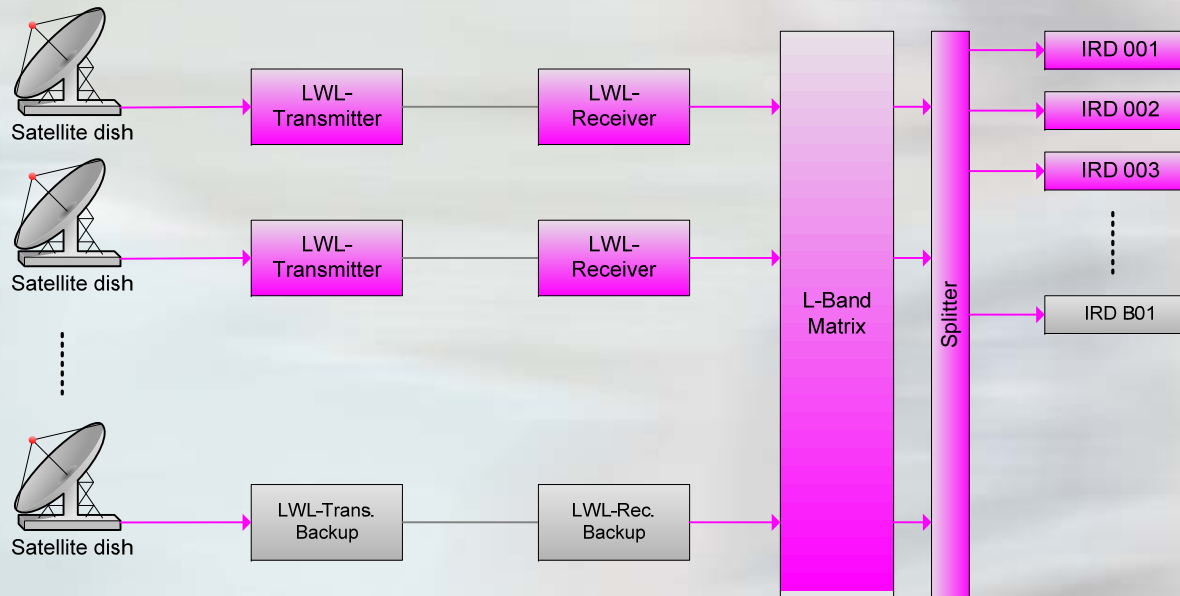 Satellite dish
LWL-
Transmitter
LWL-
Receiver
IRD 001
IRD 002
IRD 003
Satellite dish
LWL-
Transmitter
LWL-
Receiver
L-Band
Matrix
Splitter
IRD B01
Satellite dish
LWL-Trans.
Backup
LWL-Rec.
Backup